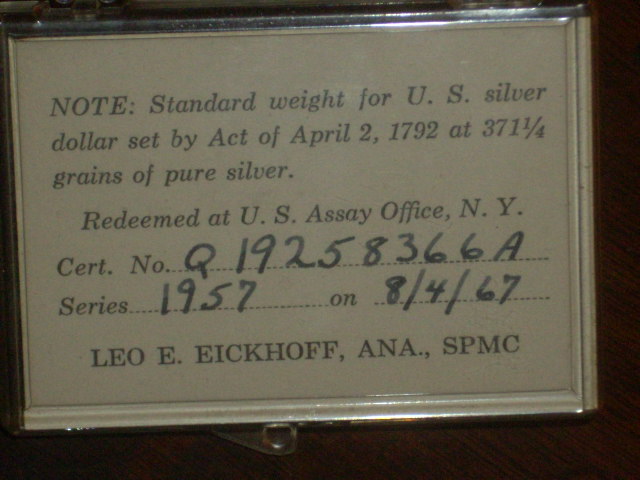 NOTE: Standard weight for U. S. silver
dollar set by Act of April 2, 1792 at 371¼
grains of pure silver.
Redeemed at U. S. Assay Office, N. Y.
Cert. No. Q 19258366A
Series 1957 on 8/4/67
LEO E. EICKHOFF, ANA., SPMC